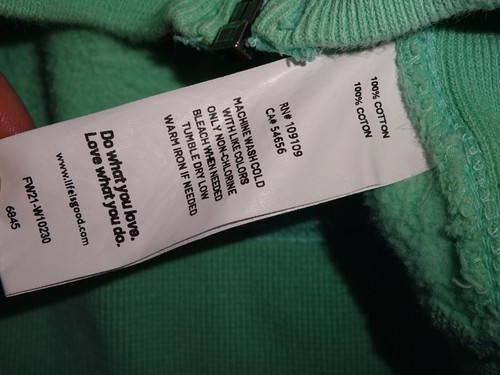 100% COTTON
100% COTON
RN# 109109
CA# 54656
MACHINE WASH COLD
WITH LIKE COLORS
ONLY NON-CHLORINE
BLEACH WHEN NEEDED
TUMBLE DRY LOW
WARM IRON IF NEEDED
Do what you love.
Love what you do.
www.lifeisgood.com
FW21-W10230
6845